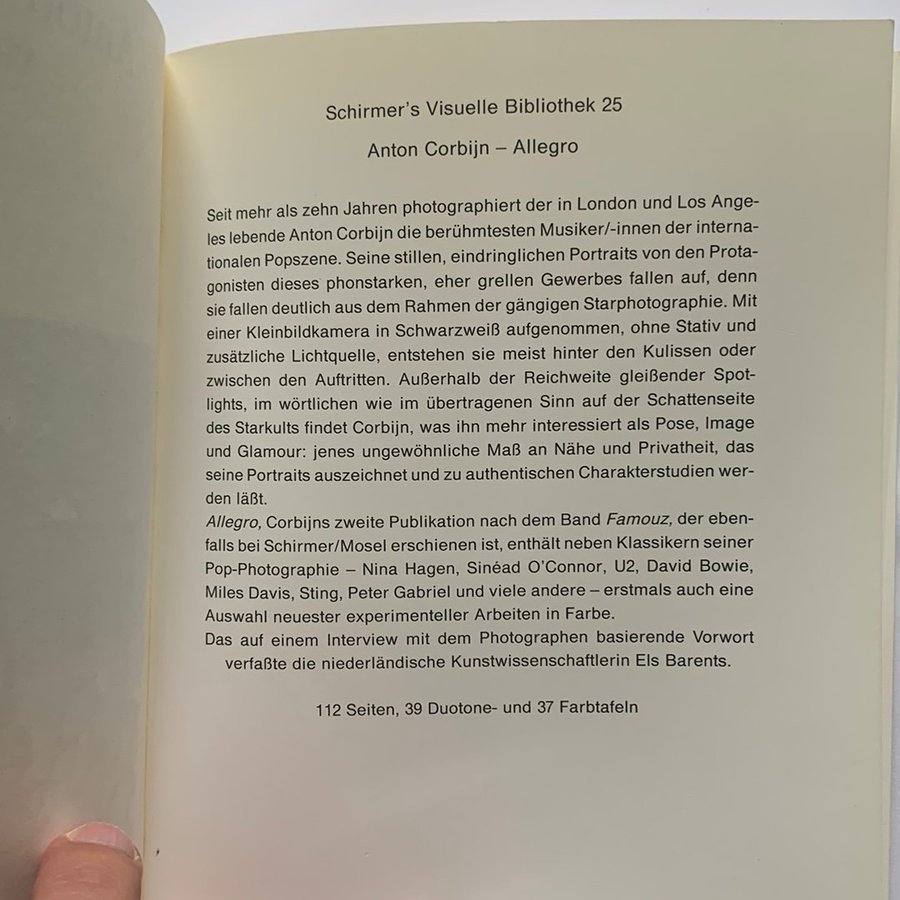 Schirmer's Visuelle Bibliothek 25
Anton Corbijn – Allegro
Seit mehr als zehn Jahren photographiert der in London und Los Ange-
les lebende Anton Corbijn die berühmtesten Musiker/-innen der interna-
tionalen Popszene. Seine stillen, eindringlichen Portraits von den Prota-
gonisten dieses phonstarken, eher grellen Gewerbes fallen auf, denn
sie fallen deutlich aus dem Rahmen der gängigen Starphotographie. Mit
einer Kleinbildkamera in Schwarzweiß aufgenommen, ohne Stativ und
zusätzliche Lichtquelle, entstehen sie meist hinter den Kulissen oder
zwischen den Auftritten. Außerhalb der Reichweite gleißender Spot-
lights, im wörtlichen wie im übertragenen Sinn auf der Schattenseite
des Starkults findet Corbijn, was ihn mehr interessiert als Pose, Image
und Glamour: jenes ungewöhnliche Maß an Nähe und Privatheit, das
seine Portraits auszeichnet und zu authentischen Charakterstudien wer-
den läßt.
Allegro, Corbijns zweite Publikation nach dem Band Famouz, der eben-
falls bei Schirmer/Mosel erschienen ist, enthält neben Klassikern seiner
Pop-Photographie – Nina Hagen, Sinéad O'Connor, U2, David Bowie,
Miles Davis, Sting, Peter Gabriel und viele andere – erstmals auch eine
Auswahl neuester experimenteller Arbeiten in Farbe.
Das auf einem Interview mit dem Photographen basierende Vorwort
verfaßte die niederländische Kunstwissenschaftlerin Els Barents.
112 Seiten, 39 Duotone- und 37 Farbtafeln